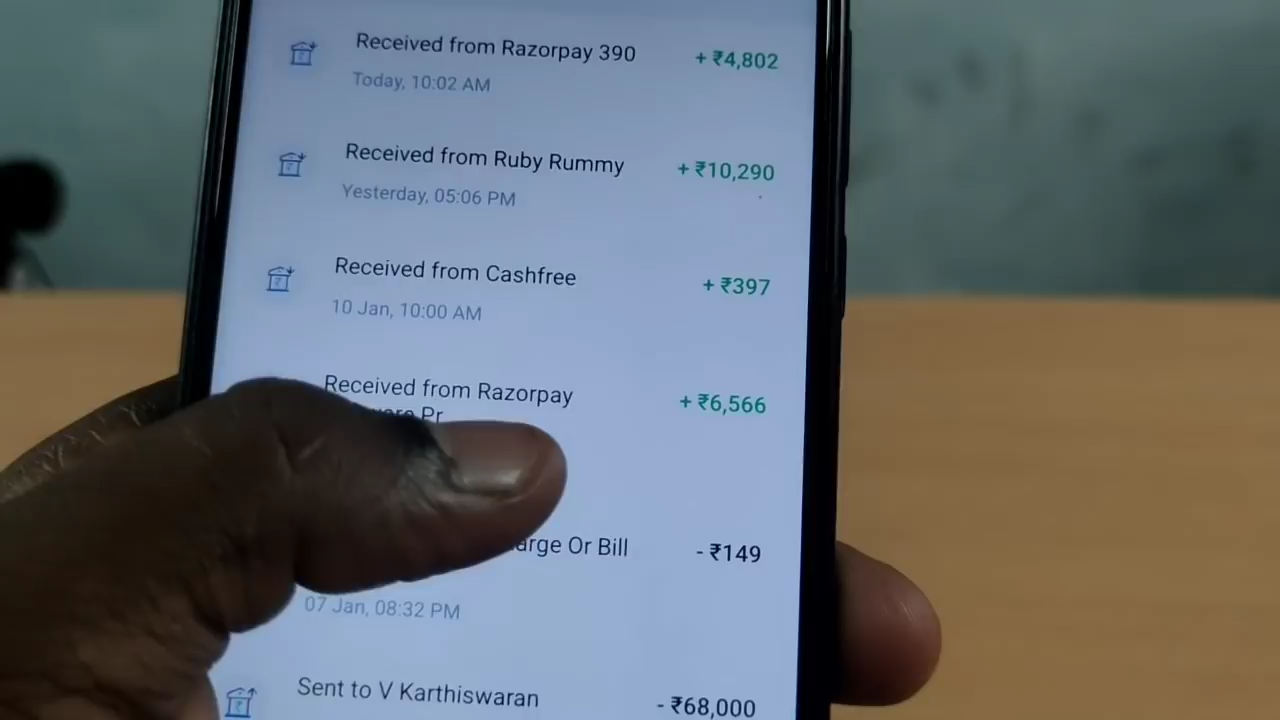 Received from Razorpay 390
+ ₹4,802
Today, 10:02 AM
Received from Ruby Rummy
+ ₹10,290
Yesterday, 05:06 PM
Received from Cashfree
+ ₹397
10 Jan, 10:00 AM
Received from Razorpay
+ ₹6,566
Pr
Or Bill
- ₹149
07 Jan, 08:32 PM
Sent to V Karthiswaran
- ₹68,000